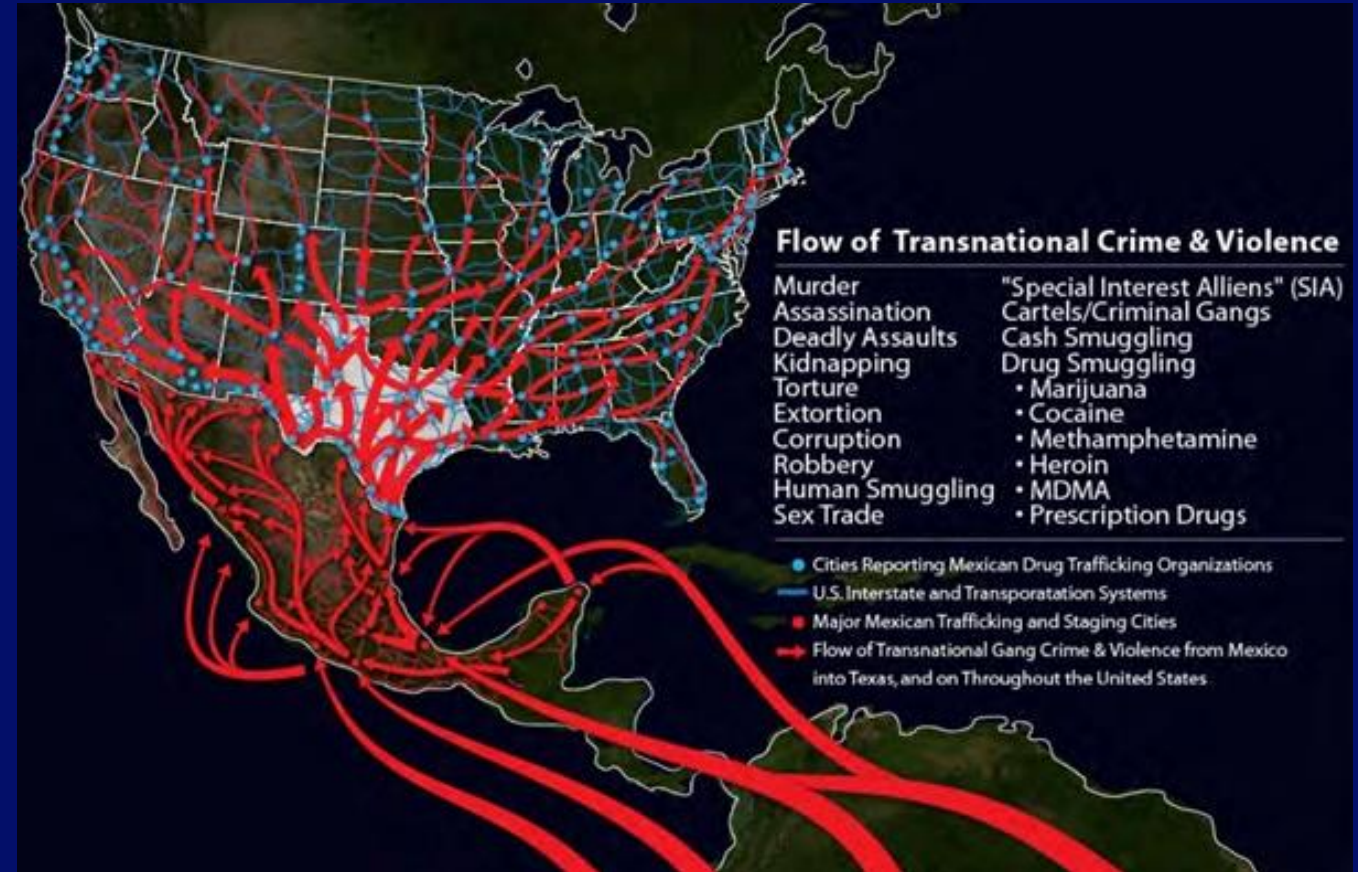 Flow of Transnational Crime & Violence
Murder
Assassination
Deadly Assaults
Kidnapping
Torture
Extortion
Corruption
Robbery
Human Smuggling
Sex Trade
"Special Interest Alliens" (SIA)
Cartels/Criminal Gangs
Cash Smuggling
Drug Smuggling
• Marijuana
• Cocaine
• Methamphetamine
• Heroin
• MDMA
• Prescription Drugs
Cities Reporting Mexican Drug Trafficking Organizations
U.S. Interstate and Transporatation Systems
Major Mexican Trafficking and Staging Cities
Flow of Transnational Gang Crime & Violence from Mexico
into Texas, and on Throughout the United States